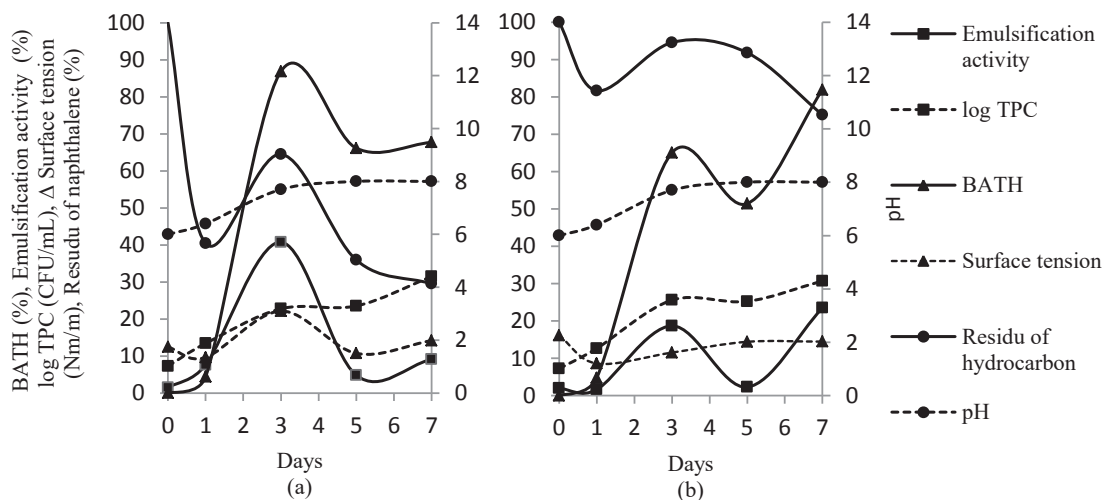 BATH (%), Emulsification activity (%)
log TPC (CFU/mL), Δ Surface tension
(Nm/m), Resudu of naphthalene (%)
100
90
80
70
60
50
40
30
20
10
0
14
12
10
8
6
4
2
0
0 1 2 3 4 5 6 7
Days
(a)
100
90
80
70
60
50
40
30
20
10
0
14
12
10
8
6
4
2
0
pH
0 1 2 3 4 5 6 7
Days
(b)
Emulsification
activity
log TPC
BATH
Surface tension
Residu of
hydrocarbon
pH